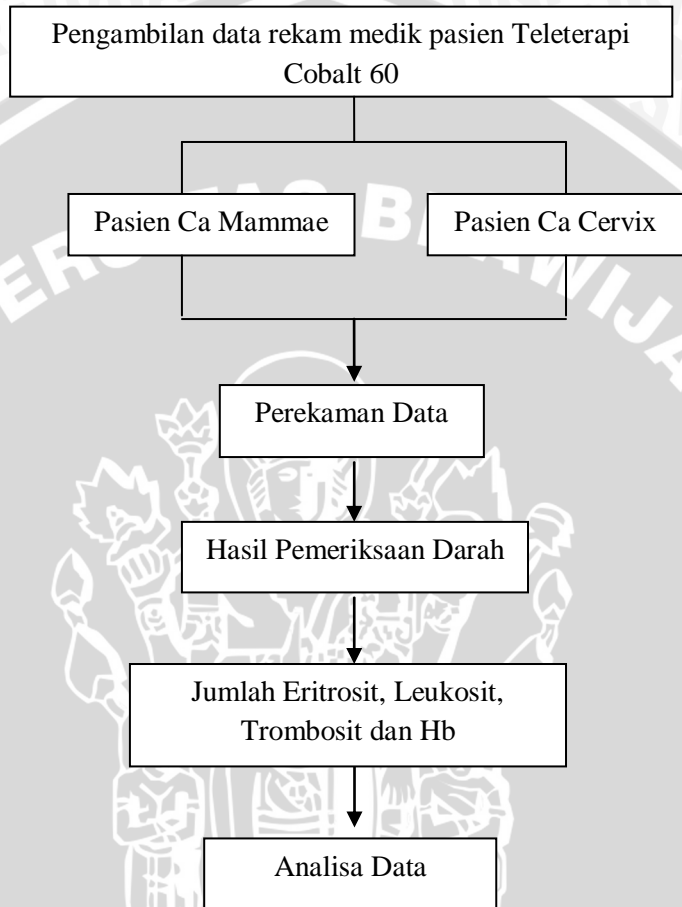 Pengambilan data rekam medik pasien Teleterapi
Cobalt 60
Pasien Ca Mammae
Pasien Ca Cervix
Perekaman Data
Hasil Pemeriksaan Darah
Jumlah Eritrosit, Leukosit,
Trombosit dan Hb
Analisa Data